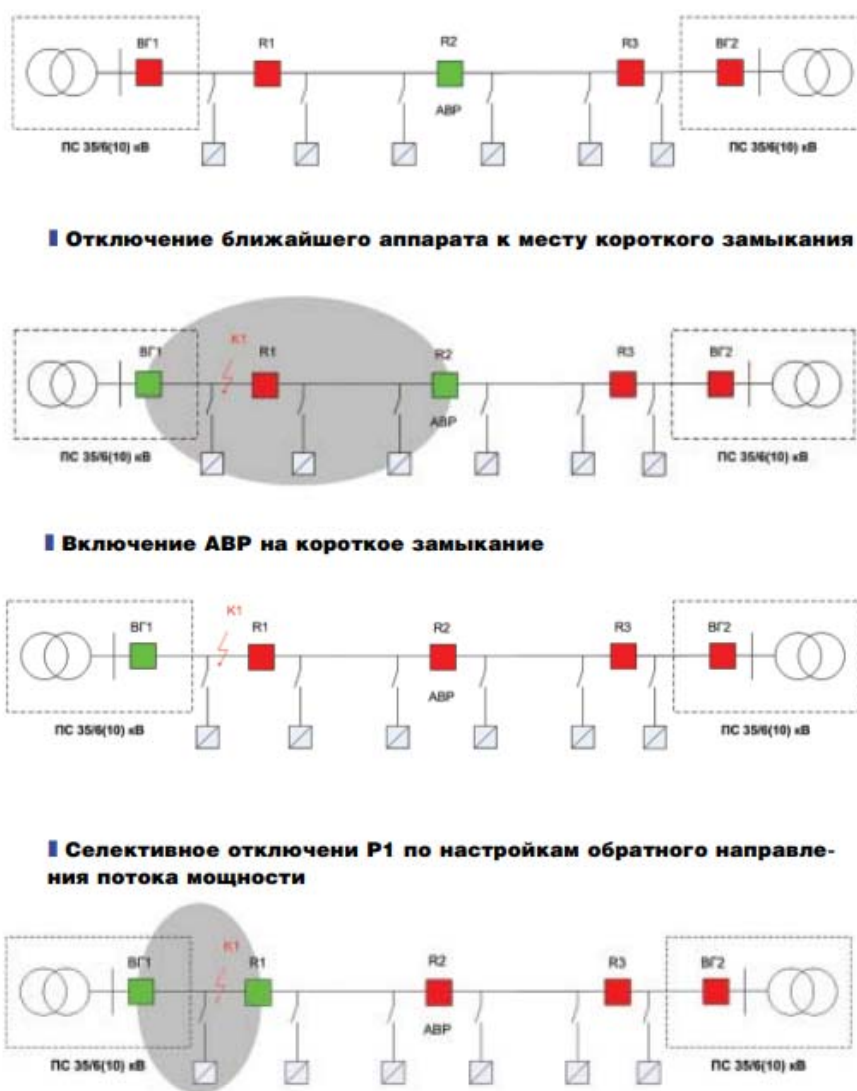 ВГ1 R1 R2 R3 ВГ2
АВР
ПС 35/6(10) кВ ПС 35/6(10) кВ
Отключение ближайшего аппарата к месту короткого замыкания
К1
ВГ1 R1 R2 R3 ВГ2
АВР
ПС 35/6(10) кВ ПС 35/6(10) кВ
Включение АВР на короткое замыкание
К1
ВГ1 R1 R2 R3 ВГ2
АВР
ПС 35/6(10) кВ ПС 35/6(10) кВ
Селективное отключени Р1 по настройкам обратного направле-
ния потока мощности
К1
ВГ1 R1 R2 R3 ВГ2
АВР
ПС 35/6(10) кВ ПС 35/6(10) кВ